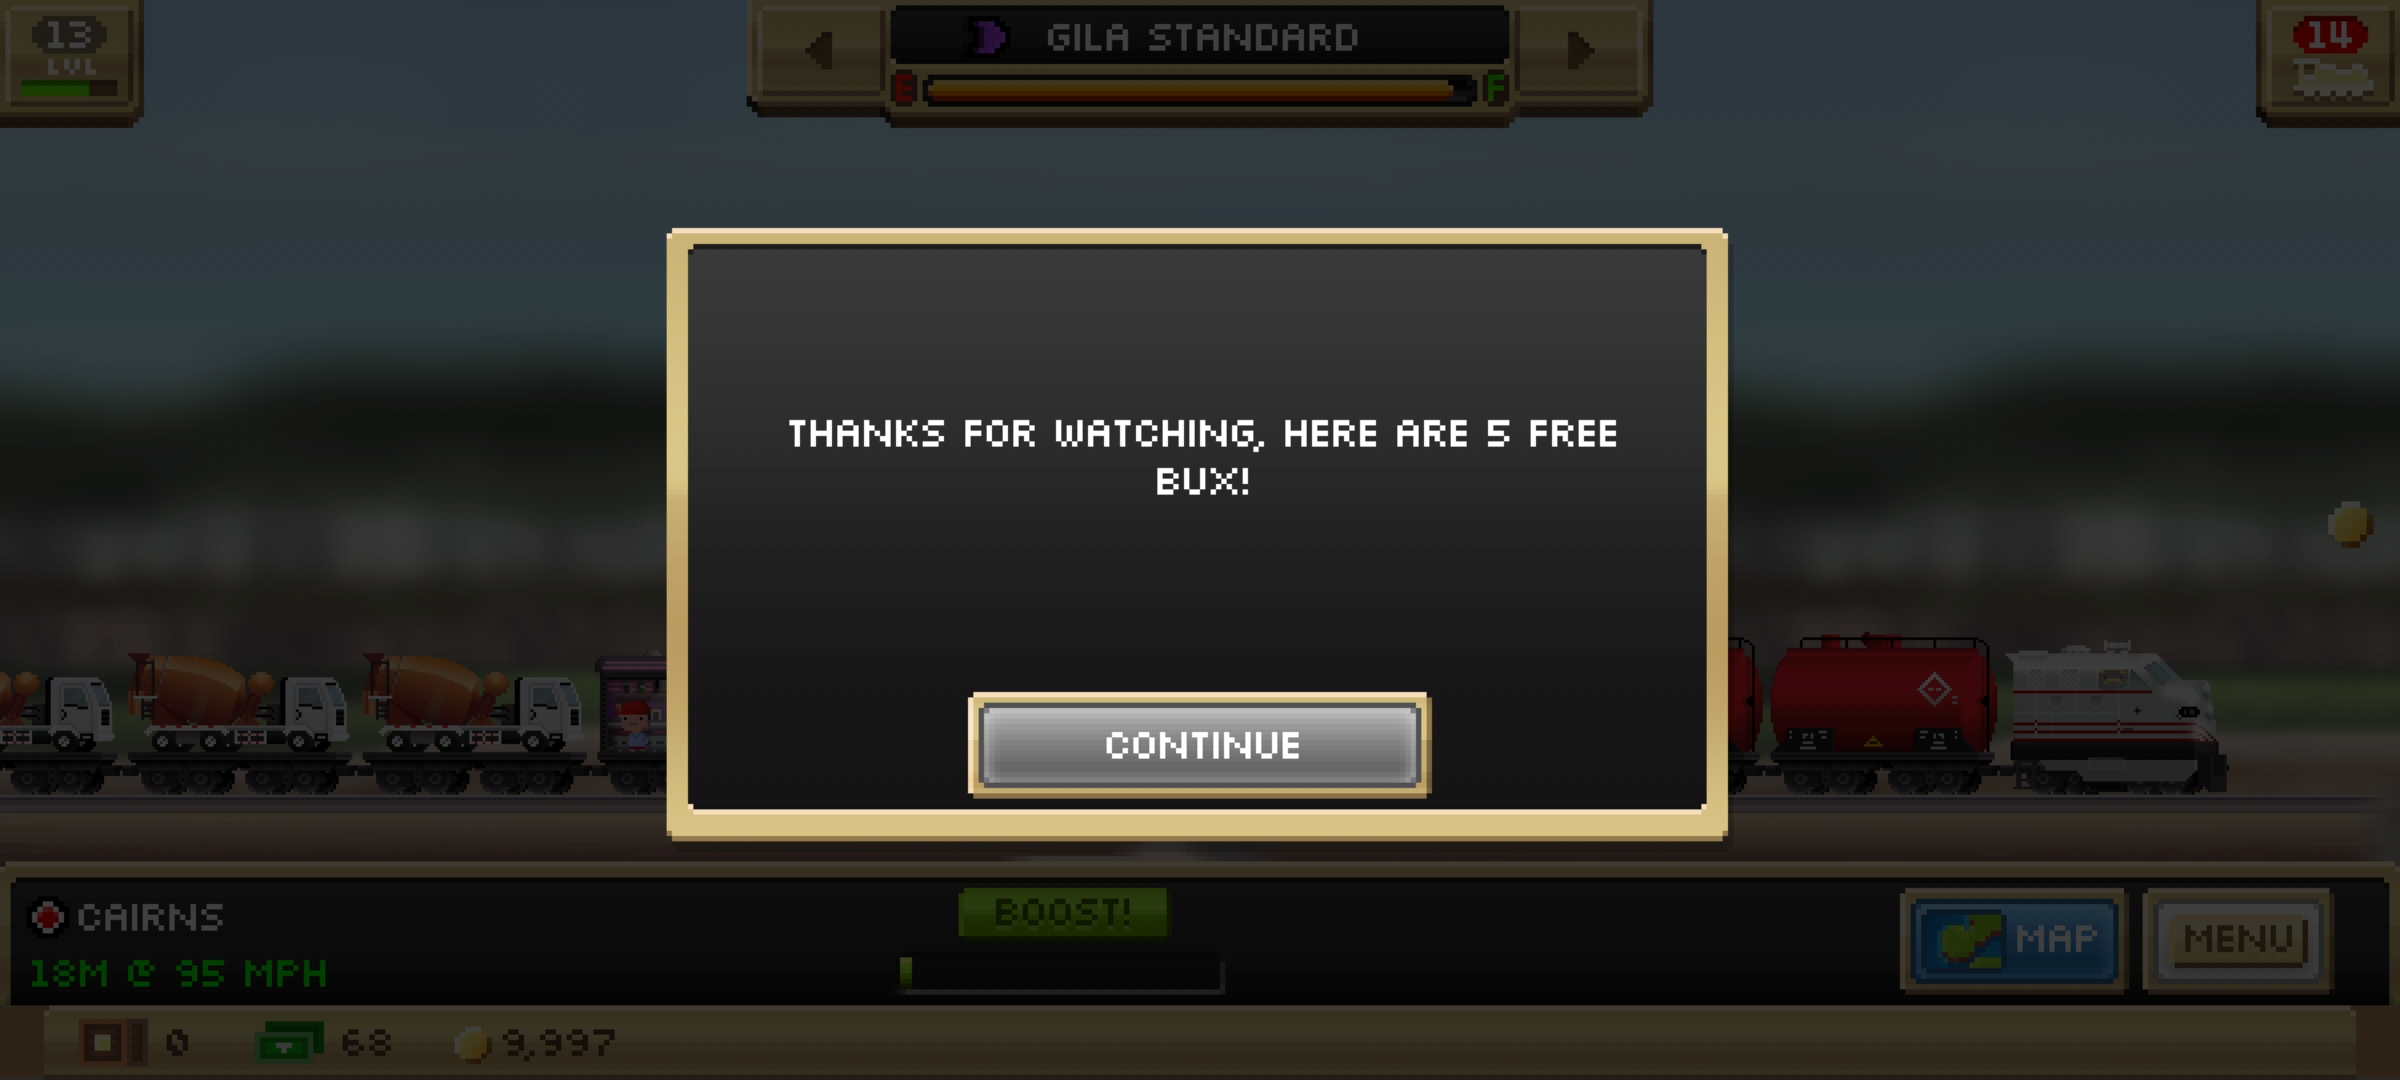 13
LVL
GILA STANDARD
E
F
14
THANKS FOR WATCHING, HERE ARE 5 FREE
BUX!
CONTINUE
CAIRNS
18M @ 95 MPH
BOOST!
MAP
MENU
0
68
9,997